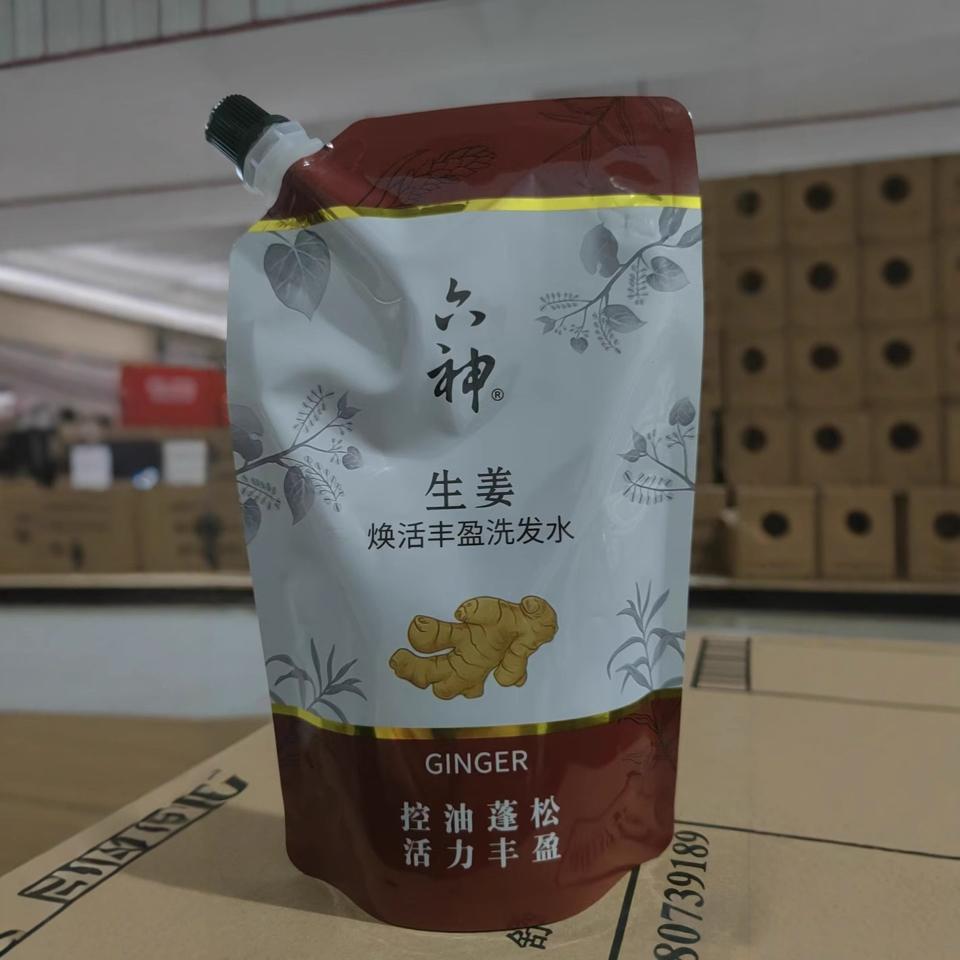 六
神®
生姜
焕活丰盈洗发水
GINGER
控油蓬松
活力丰盈
80739189